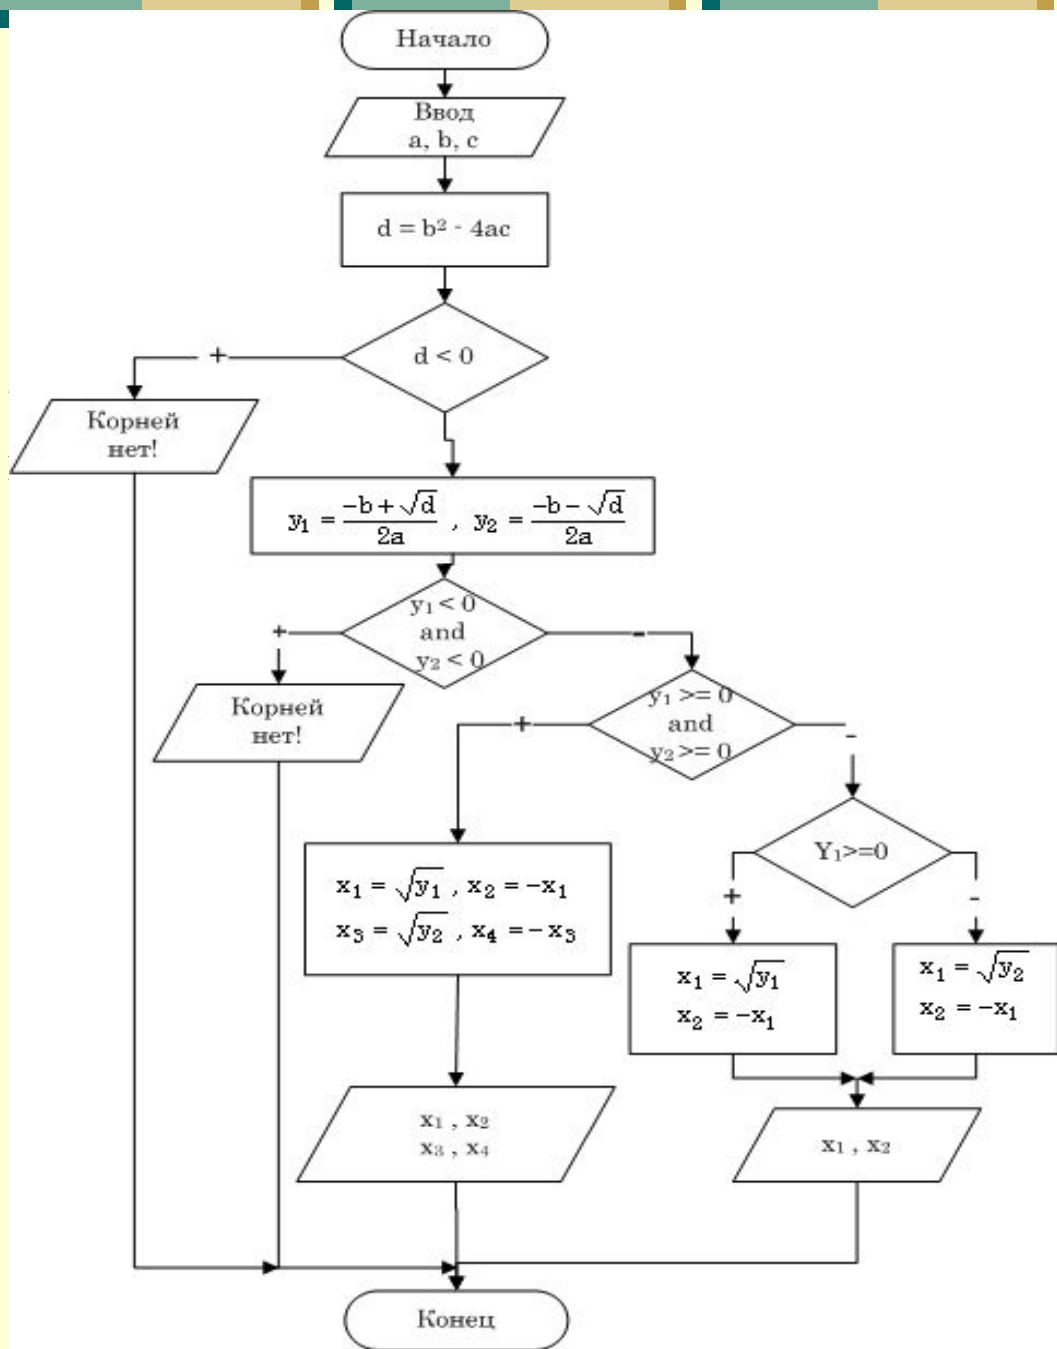 Начало
Ввод
a, b, c
d = b² - 4ac
d < 0
+
Корней
нет!
y₁ = (-b + √d)/2a , y₂ = (-b - √d)/2a
y₁ < 0
and
y₂ < 0
+
-
Корней
нет!
y₁ >= 0
and
y₂ >= 0
+
-
Y₁>=0
+
-
x₁ = √y₁ , x₂ = -x₁
x₃ = √y₂ , x₄ = -x₃
x₁ = √y₁
x₂ = -x₁
x₁ = √y₂
x₂ = -x₁
x₁ , x₂
x₃ , x₄
x₁ , x₂
Конец